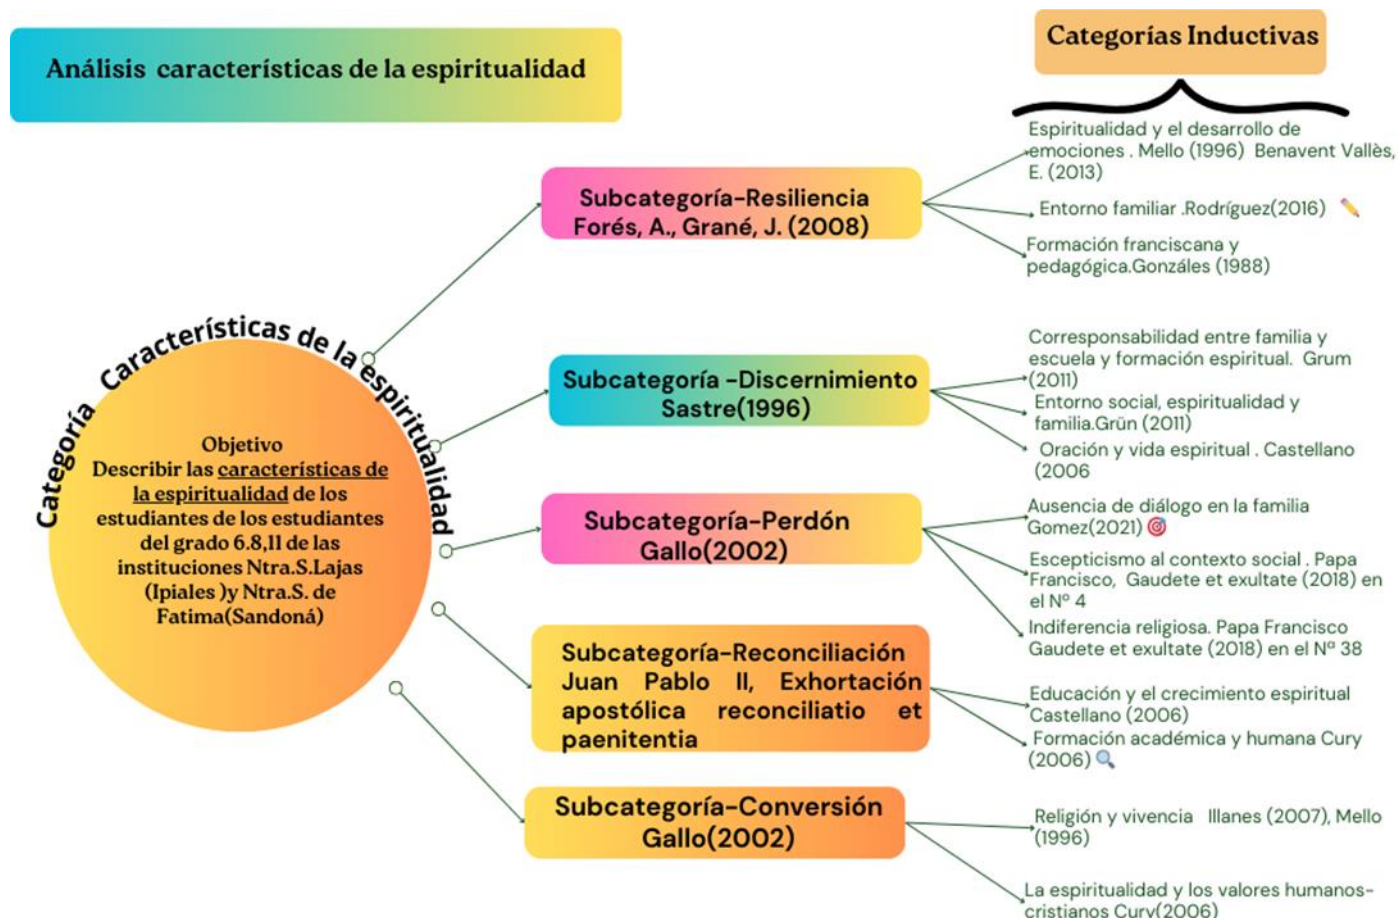 Análisis características de la espiritualidad
Categorías Inductivas
Categoría Características de la espiritualidad
Objetivo
Describir las características de
la espiritualidad de los
estudiantes de los estudiantes
del grado 6.8,11 de las
instituciones Ntra.S.Lajas
(Ipiales )y Ntra.S. de
Fatima(Sandoná)
Subcategoría-Resiliencia
Forés, A., Grané, J. (2008)
Espiritualidad y el desarrollo de
emociones . Mello (1996) Benavent Vallès,
E. (2013)
Entorno familiar .Rodríguez(2016)
Formación franciscana y
pedagógica.Gonzáles (1988)
Subcategoría -Discernimiento
Sastre(1996)
Corresponsabilidad entre familia y
escuela y formación espiritual. Grum
(2011)
Entorno social, espiritualidad y
familia.Grün (2011)
Oración y vida espiritual . Castellano
(2006
Subcategoría-Perdón
Gallo(2002)
Ausencia de diálogo en la familia
Gomez(2021)
Escepticismo al contexto social . Papa
Francisco, Gaudete et exultate (2018) en
el Nº 4
Indiferencia religiosa. Papa Francisco
Gaudete et exultate (2018) en el Nª 38
Subcategoría-Reconciliación
Juan Pablo II, Exhortación
apostólica reconciliatio et
paenitentia
Educación y el crecimiento espiritual
Castellano (2006)
Formación académica y humana Cury
(2006)
Subcategoría-Conversión
Gallo(2002)
Religión y vivencia Illanes (2007), Mello
(1996)
La espiritualidad y los valores humanos-
cristianos Cury(2006)